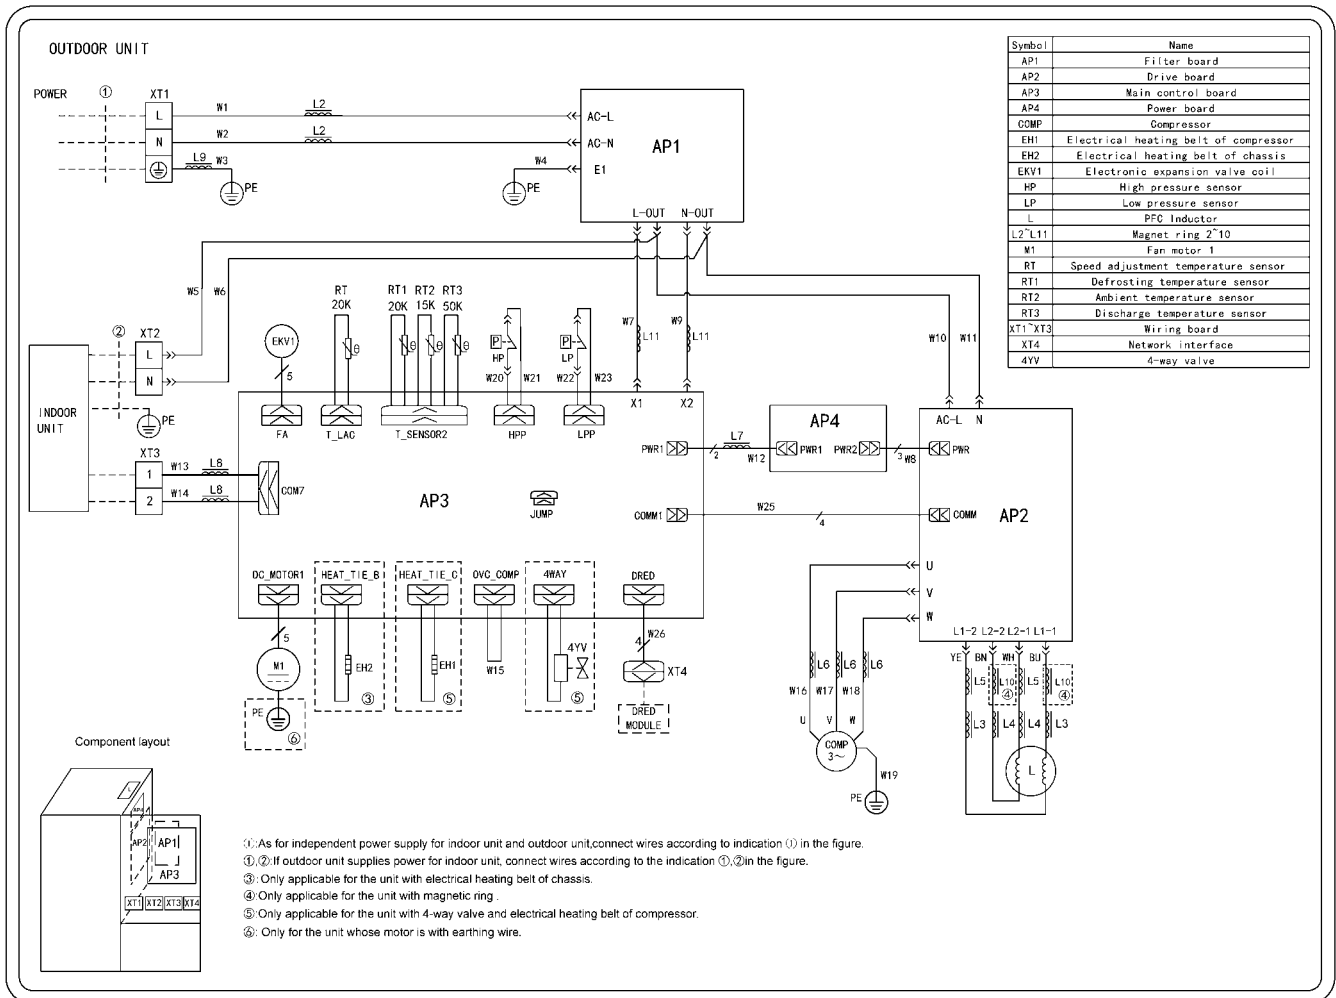 OUTDOOR UNIT
POWER ① XT1
L W1 L2 AC-L
N W2 L2 AC-N
L9 W3 PE
W4 E1 PE
AP1
L-OUT N-OUT
Symbol Name
AP1 Filter board
AP2 Drive board
AP3 Main control board
AP4 Power board
COMP Compressor
EH1 Electrical heating belt of compressor
EH2 Electrical heating belt of chassis
EKV1 Electronic expansion valve coil
HP High pressure sensor
LP Low pressure sensor
L PFC Inductor
L2~L11 Magnet ring 2~10
M1 Fan motor 1
RT Speed adjustment temperature sensor
RT1 Defrosting temperature sensor
RT2 Ambient temperature sensor
RT3 Discharge temperature sensor
XT1~XT3 Wiring board
XT4 Network interface
4YV 4-way valve
W5 W6
RT RT1 RT2 RT3
20K 20K 15K 50K
θ θ θ θ
② XT2
L
N
PE
INDOOR
UNIT
XT3
1 W13 L8
2 W14 L8
COM7
EKV1
5
P HP
W20 W21
P LP
W22 W23
W7 L11 W9 L11
W10 W11
FA T_LAC T_SENSOR2 HPP LPP X1 X2
AP3
JUMP
PWR1 2 L7 W12
AP4
PWR1 PWR2 3 W8 PWR
COMM1 W25 4 COMM
AC-L N
AP2
U
V
W
L1-2 L2-2 L2-1 L1-1
YE BN WH BU
L5 L10 ④ L5 L10 ④
L3 L4 L4 L3
L
DC_MOTOR1 HEAT_TIE_B HEAT_TIE_C OVC_COMP 4WAY DRED
5 M1
PE ⑥
EH2 ③
EH1 ⑤
W15
4YV ⑤
4 W26
XT4
DRED
MODULE
L6 L6 L6
W16 W17 W18
U V W
COMP
3~
W19
PE
Component layout
L
AP4
AP2 AP1
AP3
XT1 XT2 XT3 XT4
①:As for independent power supply for indoor unit and outdoor unit,connect wires according to indication ① in the figure.
①,②:If outdoor unit supplies power for indoor unit, connect wires according to the indication ①,②in the figure.
③: Only applicable for the unit with electrical heating belt of chassis.
④:Only applicable for the unit with magnetic ring .
⑤:Only applicable for the unit with 4-way valve and electrical heating belt of compressor.
⑥: Only for the unit whose motor is with earthing wire.